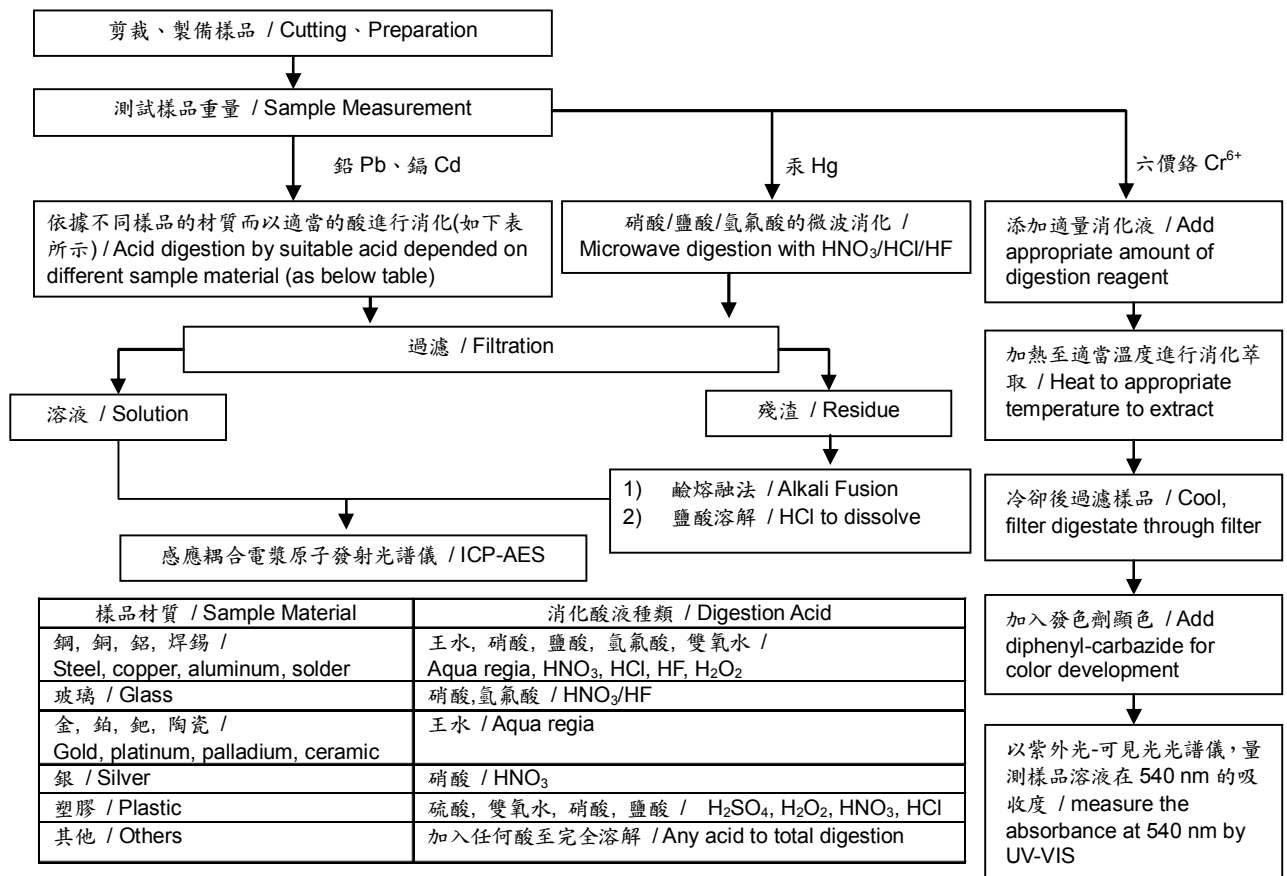 剪裁、製備樣品 / Cutting、Preparation
測試樣品重量 / Sample Measurement
鉛 Pb、鎘 Cd
汞 Hg
六價鉻 Cr⁶⁺
依據不同樣品的材質而以適當的酸進行消化(如下表
所示) / Acid digestion by suitable acid depended on
different sample material (as below table)
硝酸/鹽酸/氫氟酸的微波消化 /
Microwave digestion with HNO₃/HCl/HF
添加適量消化液 / Add
appropriate amount of
digestion reagent
過濾 / Filtration
加熱至適當溫度進行消化萃
取 / Heat to appropriate
temperature to extract
溶液 / Solution
殘渣 / Residue
1) 鹼熔融法 / Alkali Fusion
2) 鹽酸溶解 / HCl to dissolve
冷卻後過濾樣品 / Cool,
filter digestate through filter
感應耦合電漿原子發射光譜儀 / ICP-AES
樣品材質 / Sample Material
消化酸液種類 / Digestion Acid
鋼, 銅, 鋁, 焊錫 /
Steel, copper, aluminum, solder
王水, 硝酸, 鹽酸, 氫氟酸, 雙氧水 /
Aqua regia, HNO₃, HCl, HF, H₂O₂
玻璃 / Glass
硝酸,氫氟酸 / HNO₃/HF
金, 鉑, 鈀, 陶瓷 /
Gold, platinum, palladium, ceramic
王水 / Aqua regia
銀 / Silver
硝酸 / HNO₃
塑膠 / Plastic
硫酸, 雙氧水, 硝酸, 鹽酸 / H₂SO₄, H₂O₂, HNO₃, HCl
其他 / Others
加入任何酸至完全溶解 / Any acid to total digestion
加入發色劑顯色 / Add
diphenyl-carbazide for
color development
以紫外光-可見光光譜儀，量
測樣品溶液在 540 nm 的吸
收度 / measure the
absorbance at 540 nm by
UV-VIS